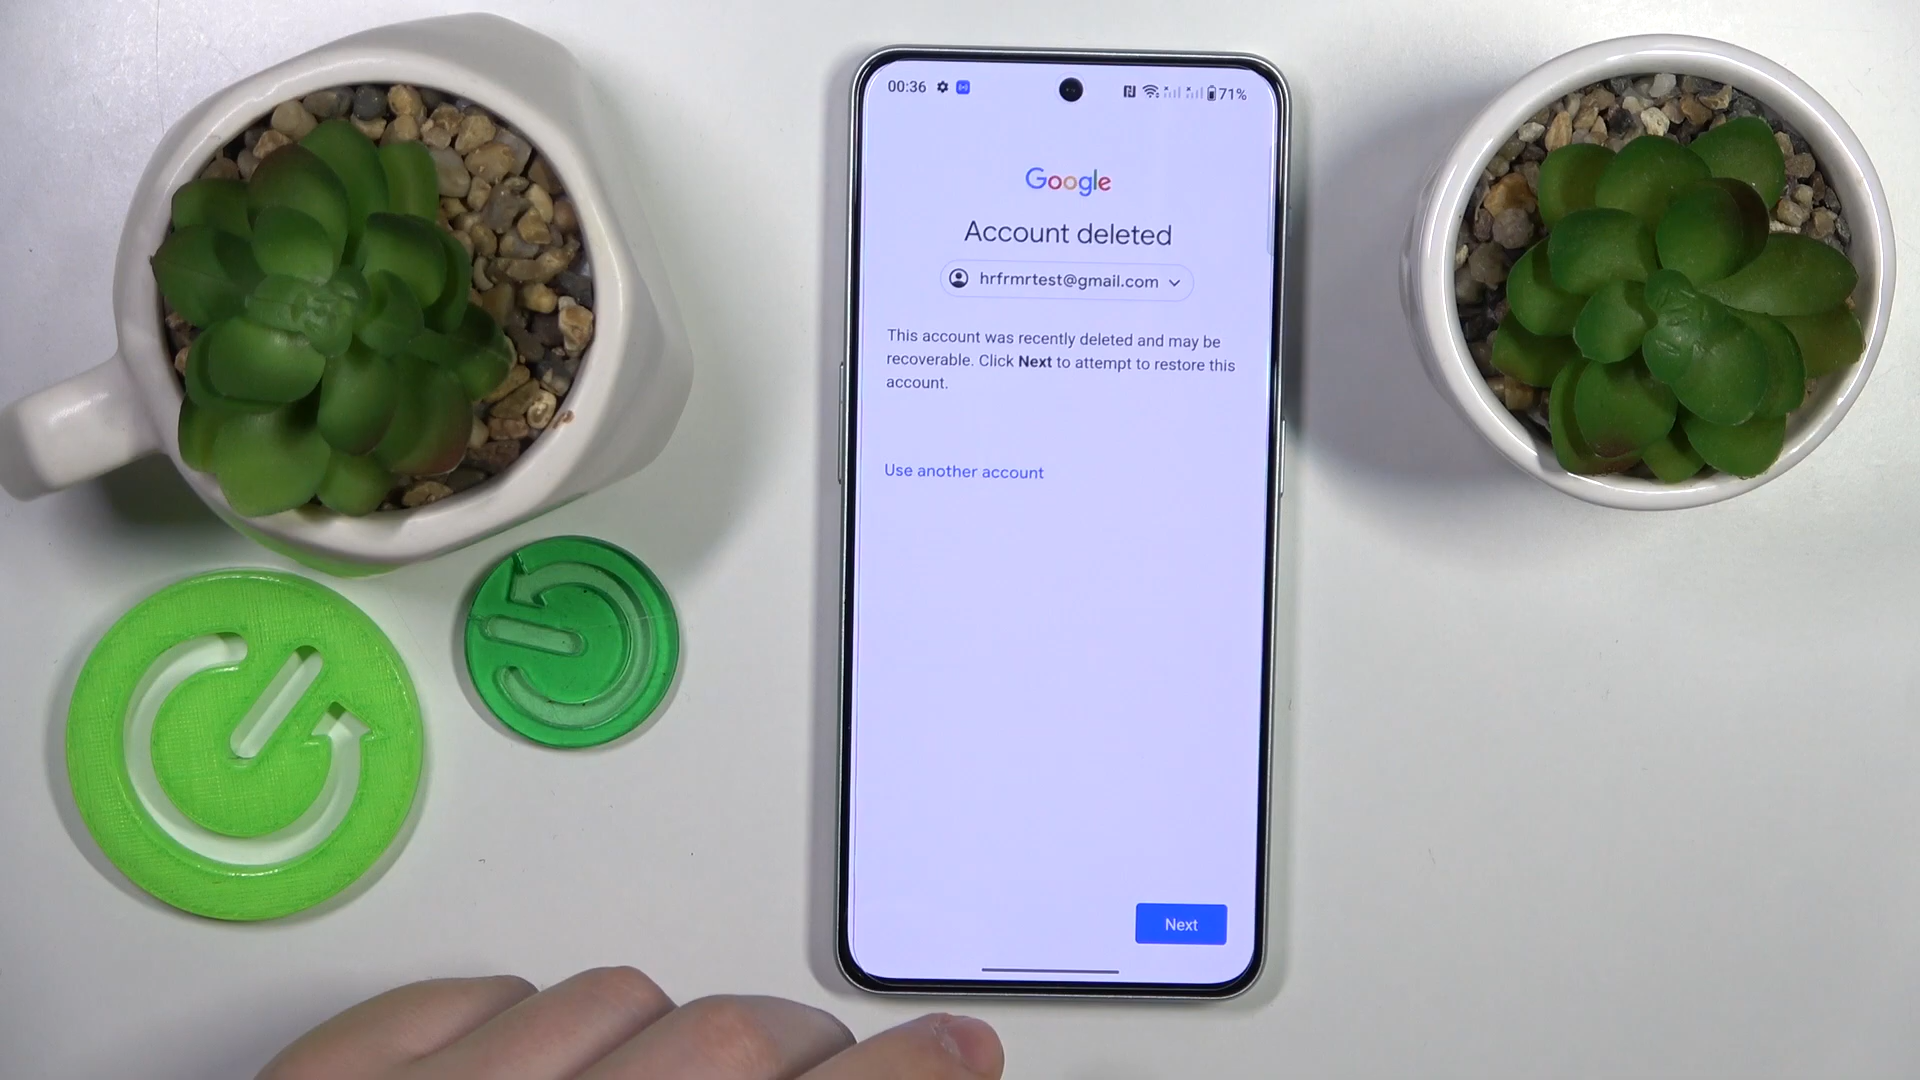 00:36
71%
Google
Account deleted
hrfrmrtest@gmail.com
This account was recently deleted and may be
recoverable. Click Next to attempt to restore this
account.
Use another account
Next